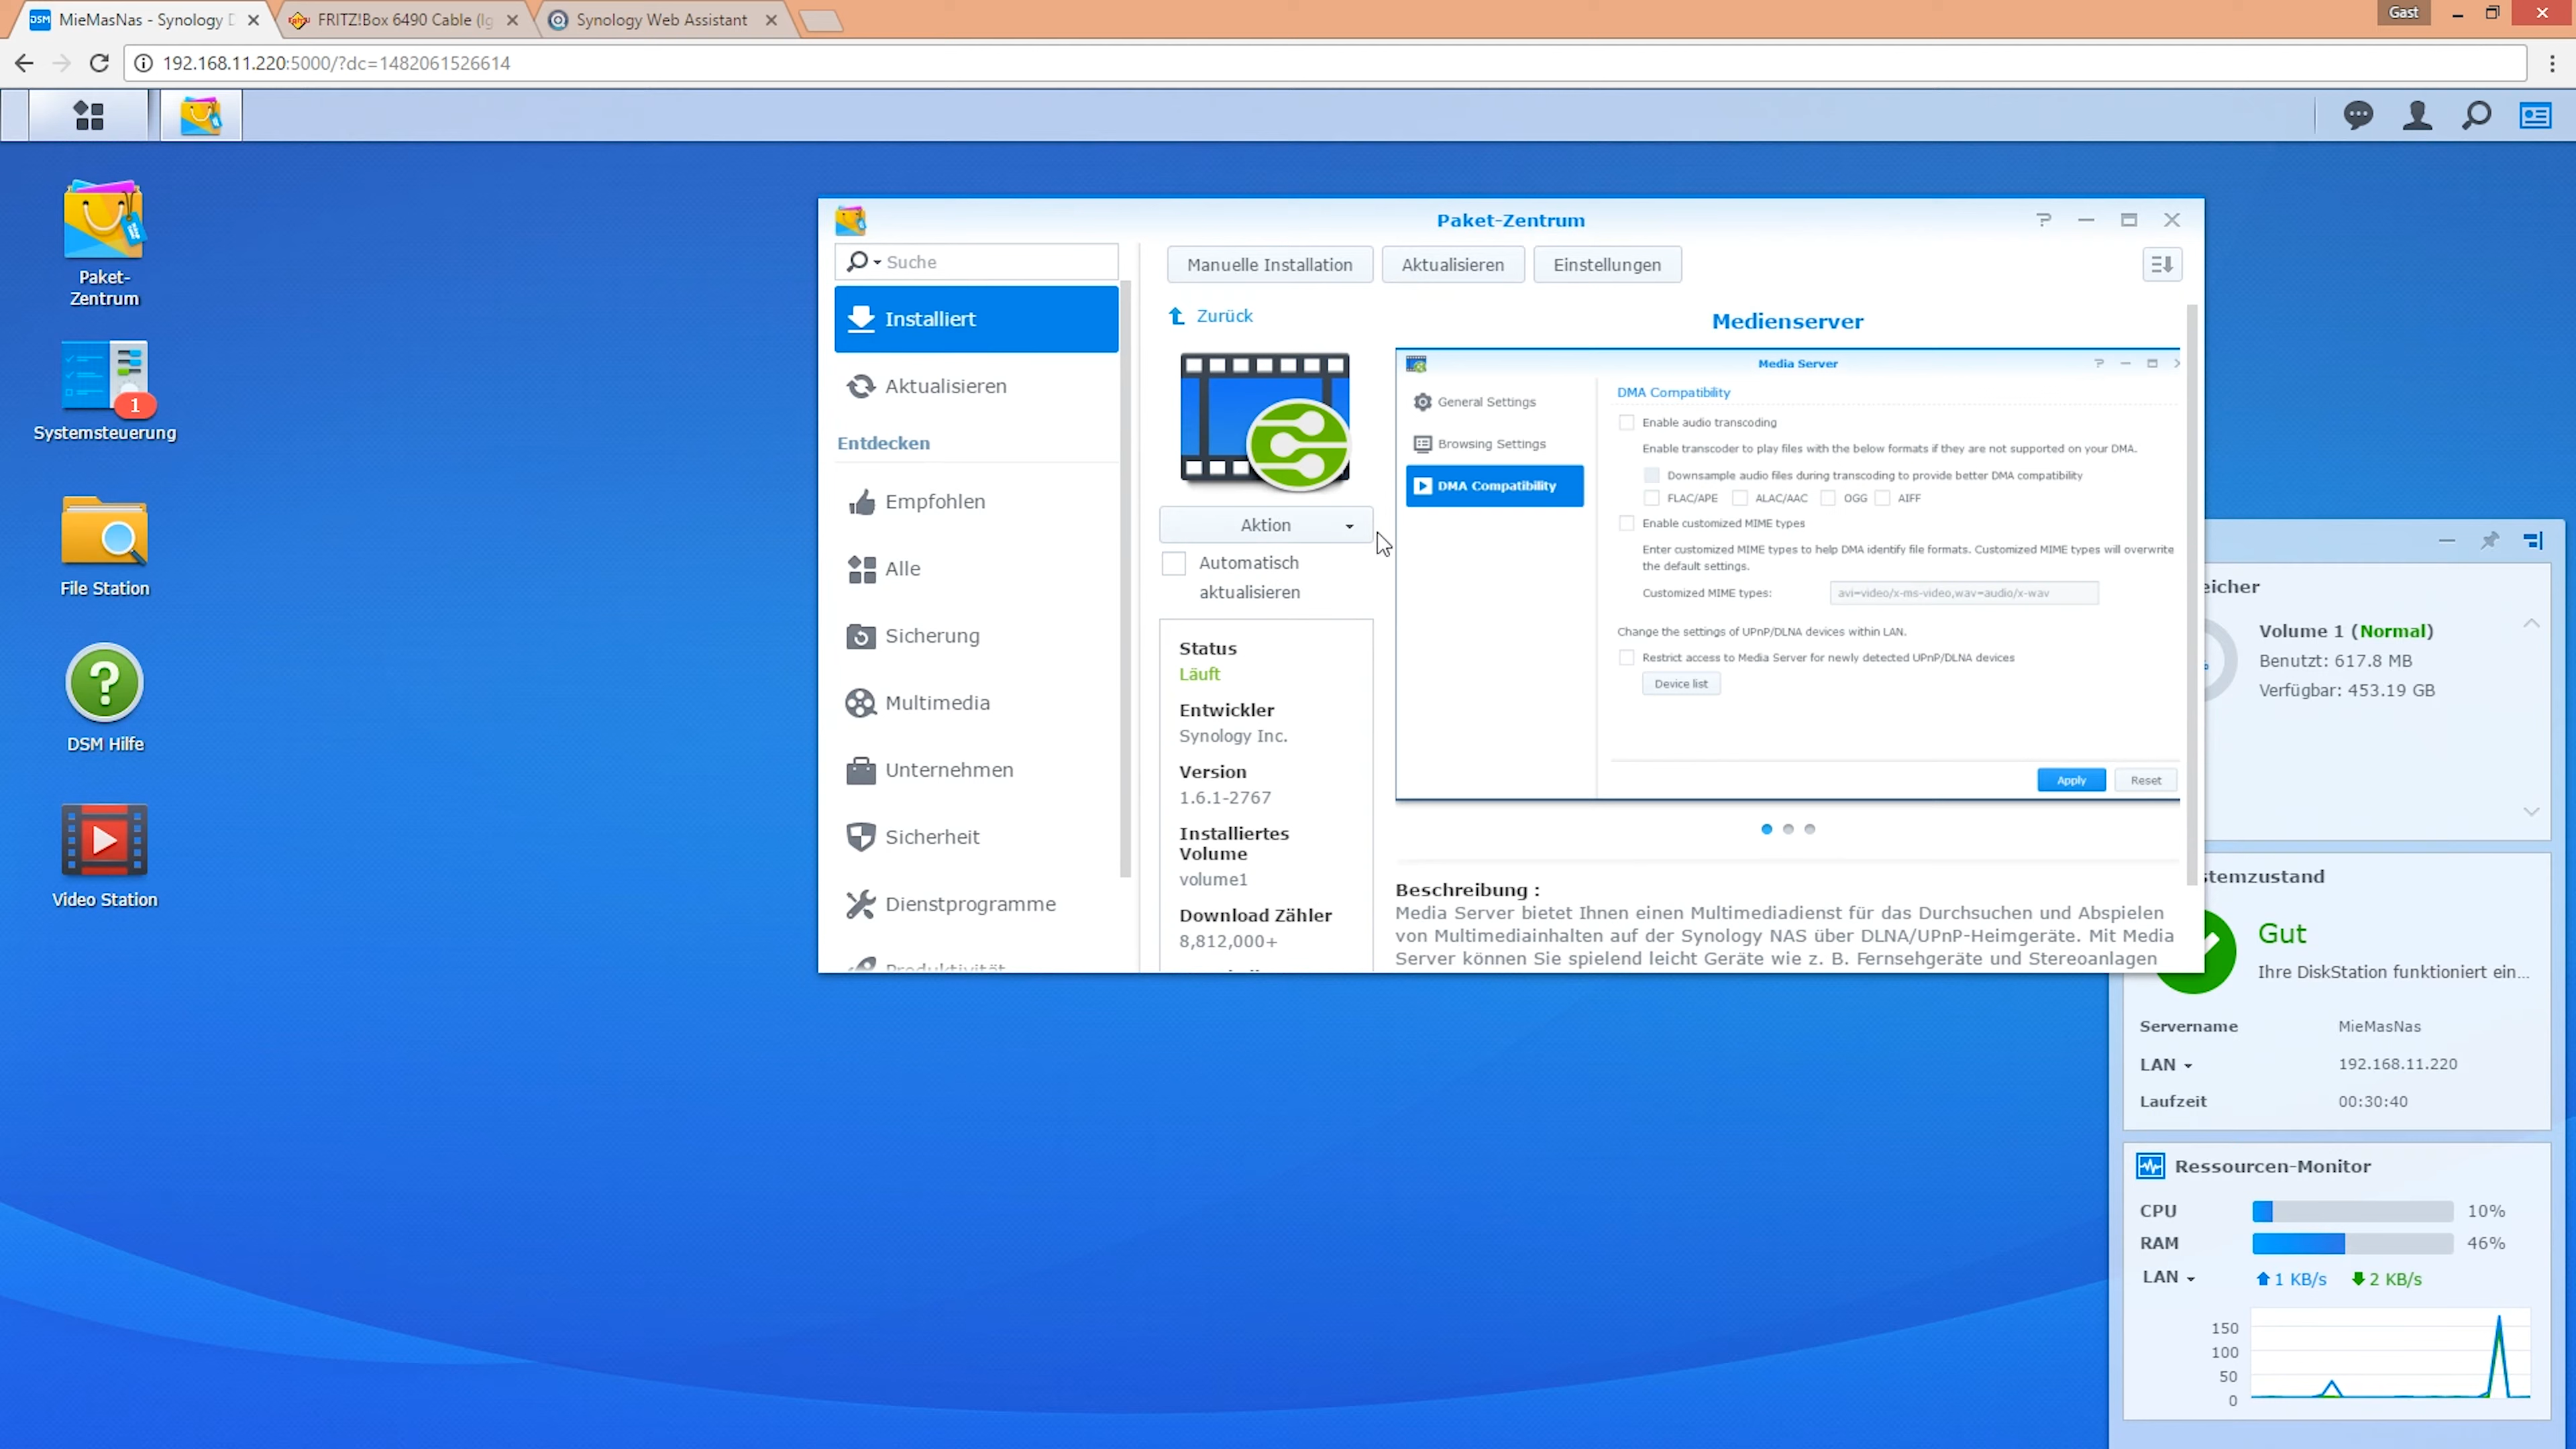 MieMasNas - Synology D
FRITZ!Box 6490 Cable (lg
Synology Web Assistant
Gast
192.168.11.220:5000/?dc=1482061526614
Paket-
Zentrum
1
Systemsteuerung
File Station
DSM Hilfe
Video Station
Paket-Zentrum
Suche
Installiert
Aktualisieren
Entdecken
Empfohlen
Alle
Sicherung
Multimedia
Unternehmen
Sicherheit
Dienstprogramme
Produktivität
Manuelle Installation
Aktualisieren
Einstellungen
Zurück
Medienserver
Aktion
Automatisch
aktualisieren
Status
Läuft
Entwickler
Synology Inc.
Version
1.6.1-2767
Installiertes
Volume
volume1
Download Zähler
8,812,000+
Media Server
General Settings
Browsing Settings
DMA Compatibility
DMA Compatibility
Enable audio transcoding
Enable transcoder to play files with the below formats if they are not supported on your DMA.
Downsample audio files during transcoding to provide better DMA compatibility
FLAC/APE ALAC/AAC OGG AIFF
Enable customized MIME types
Enter customized MIME types to help DMA identify file formats. Customized MIME types will overwrite
the default settings.
Customized MIME types: avi=video/x-ms-video,wav=audio/x-wav
Change the settings of UPnP/DLNA devices within LAN.
Restrict access to Media Server for newly detected UPnP/DLNA devices
Device list
Apply Reset
Beschreibung :
Media Server bietet Ihnen einen Multimediadienst für das Durchsuchen und Abspielen
von Multimediainhalten auf der Synology NAS über DLNA/UPnP-Heimgeräte. Mit Media
Server können Sie spielend leicht Geräte wie z. B. Fernsehgeräte und Stereoanlagen
eicher
Volume 1 (Normal)
Benutzt: 617.8 MB
Verfügbar: 453.19 GB
temzustand
Gut
Ihre DiskStation funktioniert ein...
Servername MieMasNas
LAN 192.168.11.220
Laufzeit 00:30:40
Ressourcen-Monitor
CPU 10%
RAM 46%
LAN 1 KB/s 2 KB/s
150
100
50
0